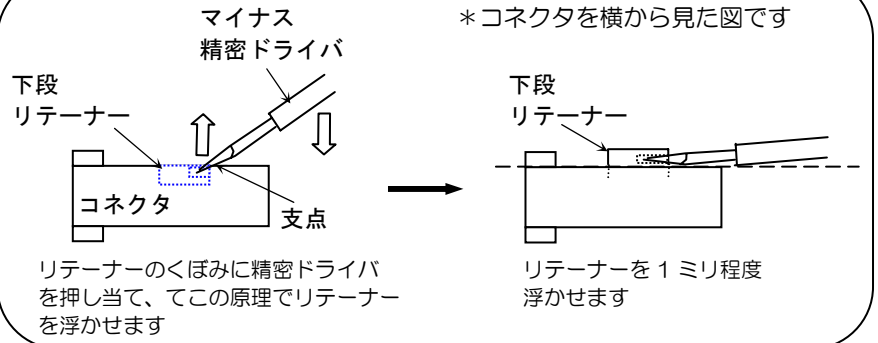 ＊コネクタを横から見た図です
マイナス
精密ドライバ
下段
リテーナー
コネクタ
支点
リテーナーのくぼみに精密ドライバ
を押し当て、てこの原理でリテーナー
を浮かせます
下段
リテーナー
リテーナーを 1 ミリ程度
浮かせます